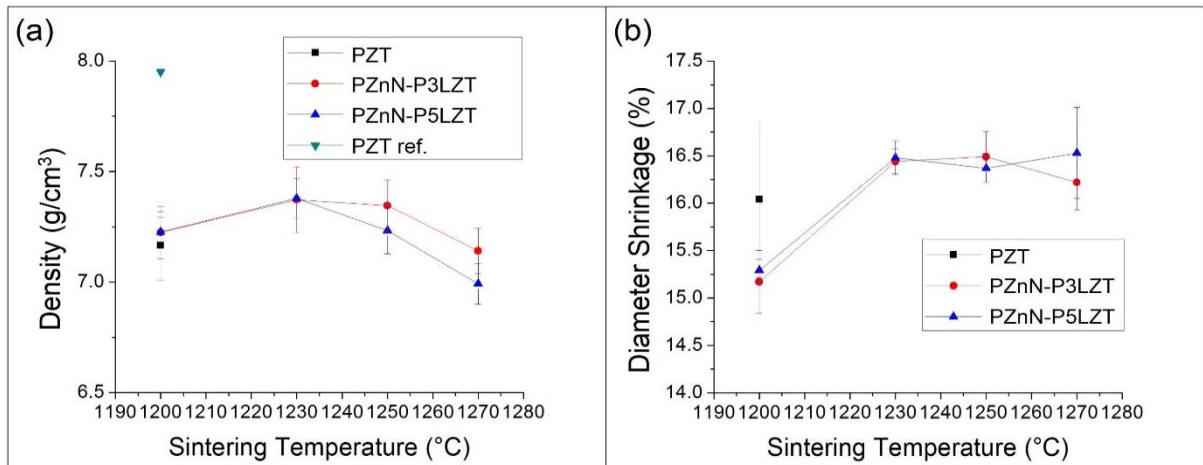 (a)
Density (g/cm³)
8.0
7.5
7.0
6.5
PZT
PZnN-P3LZT
PZnN-P5LZT
PZT ref.
1190 1200 1210 1220 1230 1240 1250 1260 1270 1280
Sintering Temperature (°C)
(b)
Diameter Shrinkage (%)
18.0
17.5
17.0
16.5
16.0
15.5
15.0
14.5
14.0
PZT
PZnN-P3LZT
PZnN-P5LZT
1190 1200 1210 1220 1230 1240 1250 1260 1270 1280
Sintering Temperature (°C)